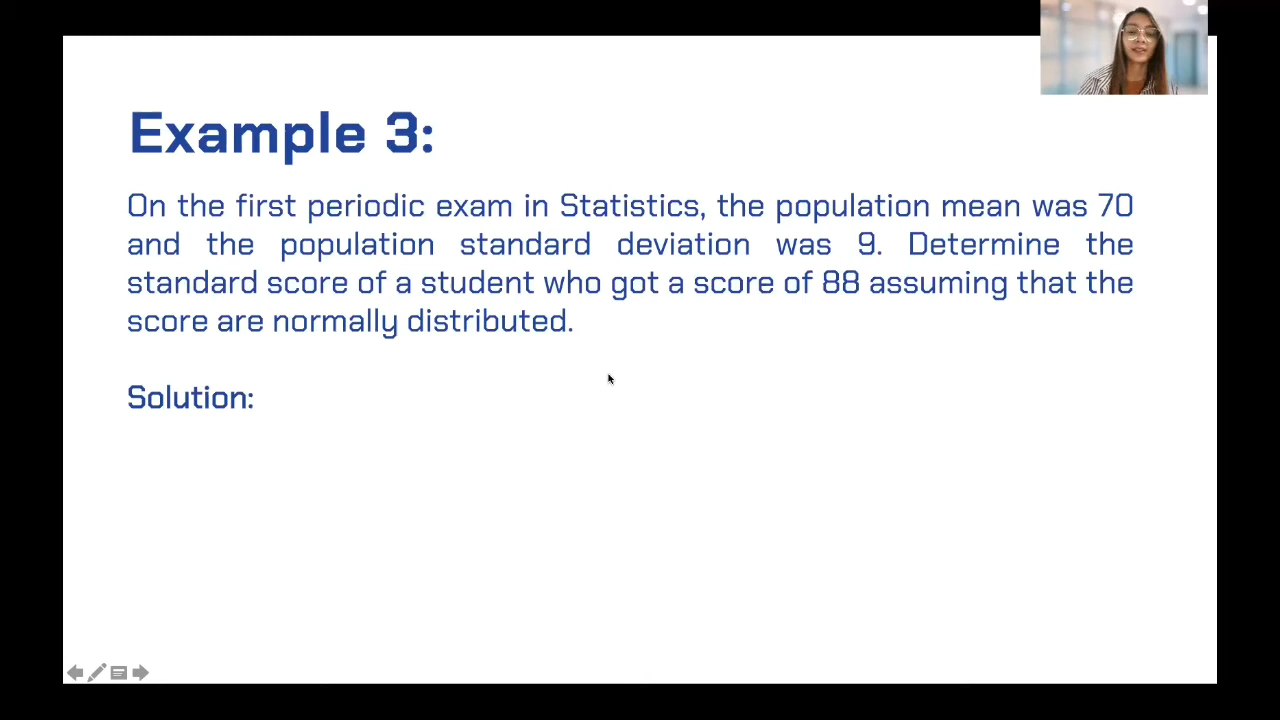 Example 3:
On the first periodic exam in Statistics, the population mean was 70
and the population standard deviation was 9. Determine the
standard score of a student who got a score of 88 assuming that the
score are normally distributed.
Solution: